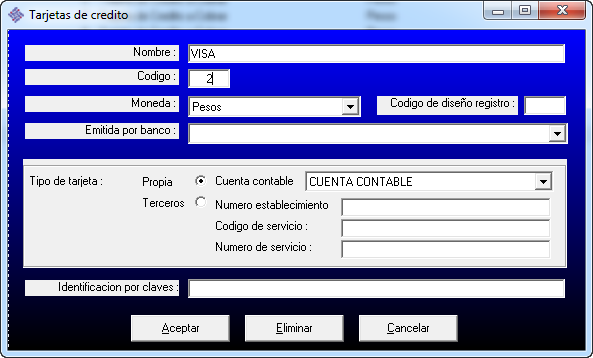 Tarjetas de credito
Nombre : VISA
Codigo : 2
Moneda : Pesos Codigo de diseño registro :
Emitida por banco :
Tipo de tarjeta : Propia Cuenta contable CUENTA CONTABLE
Terceros Numero establecimiento
Codigo de servicio :
Numero de servicio :
Identificacion por claves :
Aceptar Eliminar Cancelar